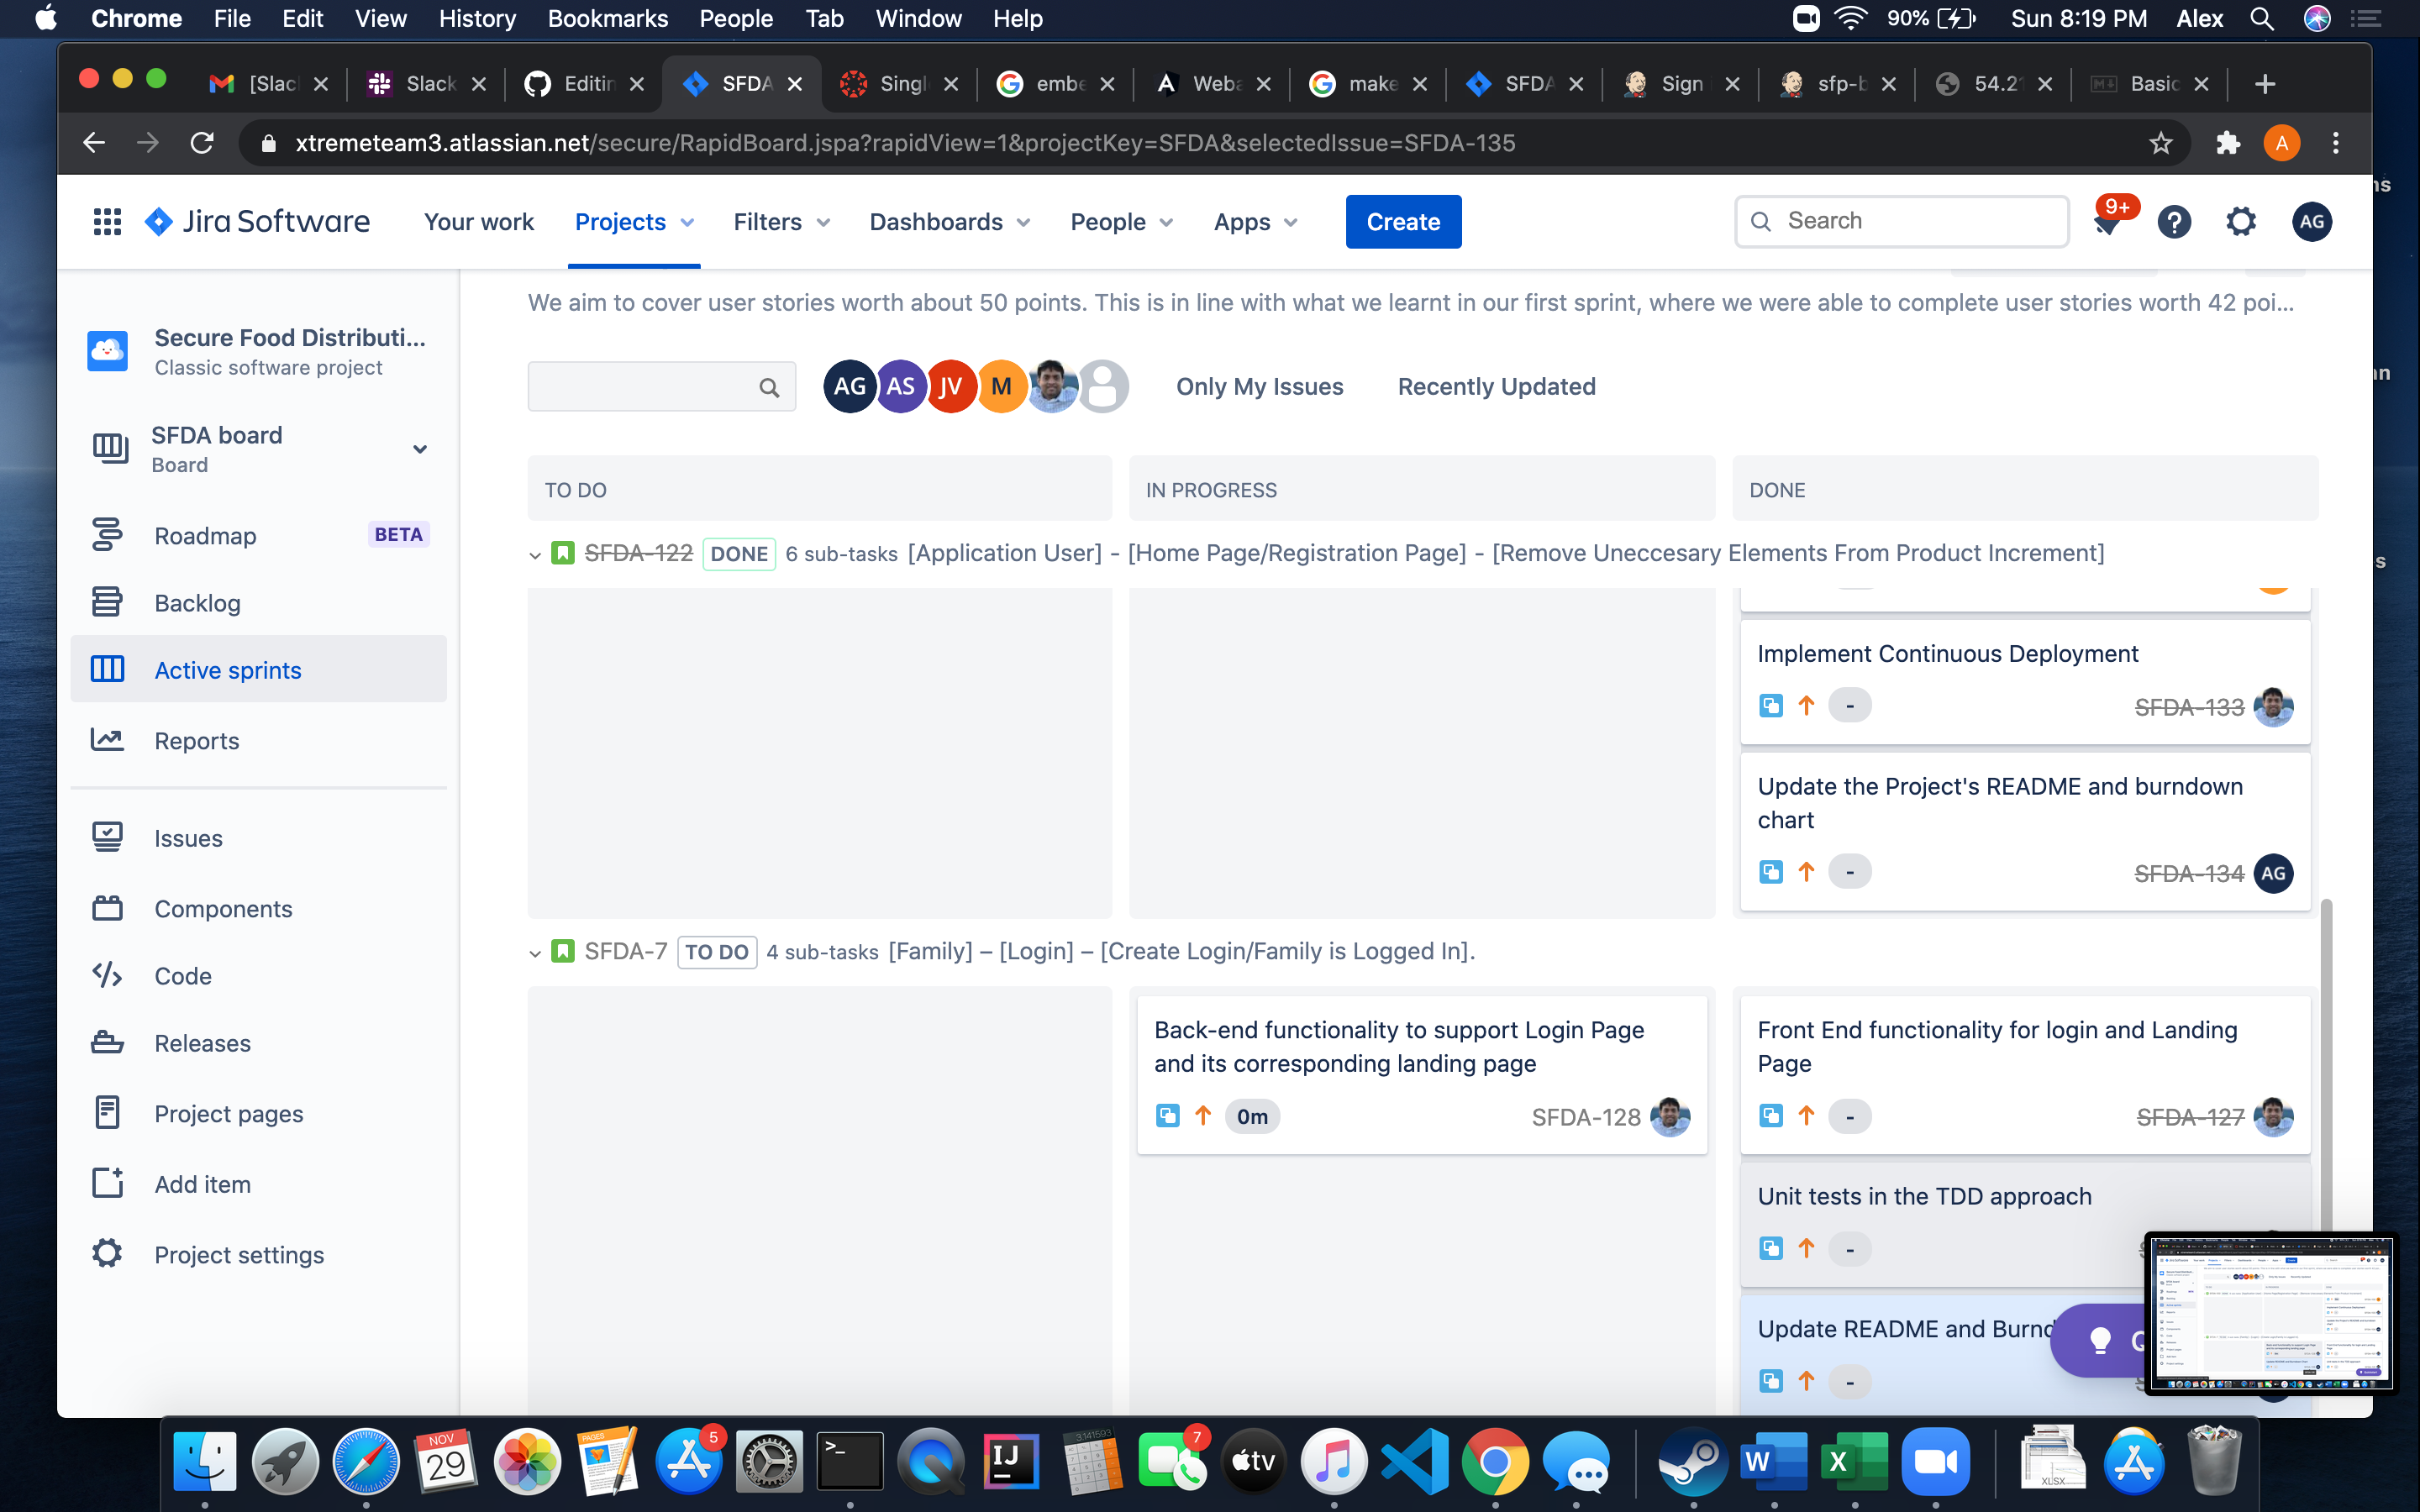 Chrome File Edit View History Bookmarks People Tab Window Help 90% Sun 8:19 PM Alex
[Slac Slack Editin SFDA Singl embe Weba make SFDA Sign sfp-b 54.21 Basic
xtremeteam3.atlassian.net/secure/RapidBoard.jspa?rapidView=1&projectKey=SFDA&selectedIssue=SFDA-135 A
Jira Software Your work Projects Filters Dashboards People Apps Create Search 9+ AG
We aim to cover user stories worth about 50 points. This is in line with what we learnt in our first sprint, where we were able to complete user stories worth 42 poi...
Secure Food Distributi...
Classic software project
SFDA board
Board
Roadmap BETA
Backlog
Active sprints
Reports
Issues
Components
Code
Releases
Project pages
Add item
Project settings
AG AS JV M Only My Issues Recently Updated
TO DO IN PROGRESS DONE
SFDA-122 DONE 6 sub-tasks [Application User] - [Home Page/Registration Page] - [Remove Uneccesary Elements From Product Increment]
Implement Continuous Deployment
- SFDA-133
Update the Project's README and burndown
chart
- SFDA-134 AG
SFDA-7 TO DO 4 sub-tasks [Family] – [Login] – [Create Login/Family is Logged In].
Back-end functionality to support Login Page
and its corresponding landing page
0m SFDA-128
Front End functionality for login and Landing
Page
- SFDA-127
Unit tests in the TDD approach
-
Update README and Burnd
-
NOV
29
PAGES
5
>_
IJ
3.141593
7
tv
W
X
XLSX